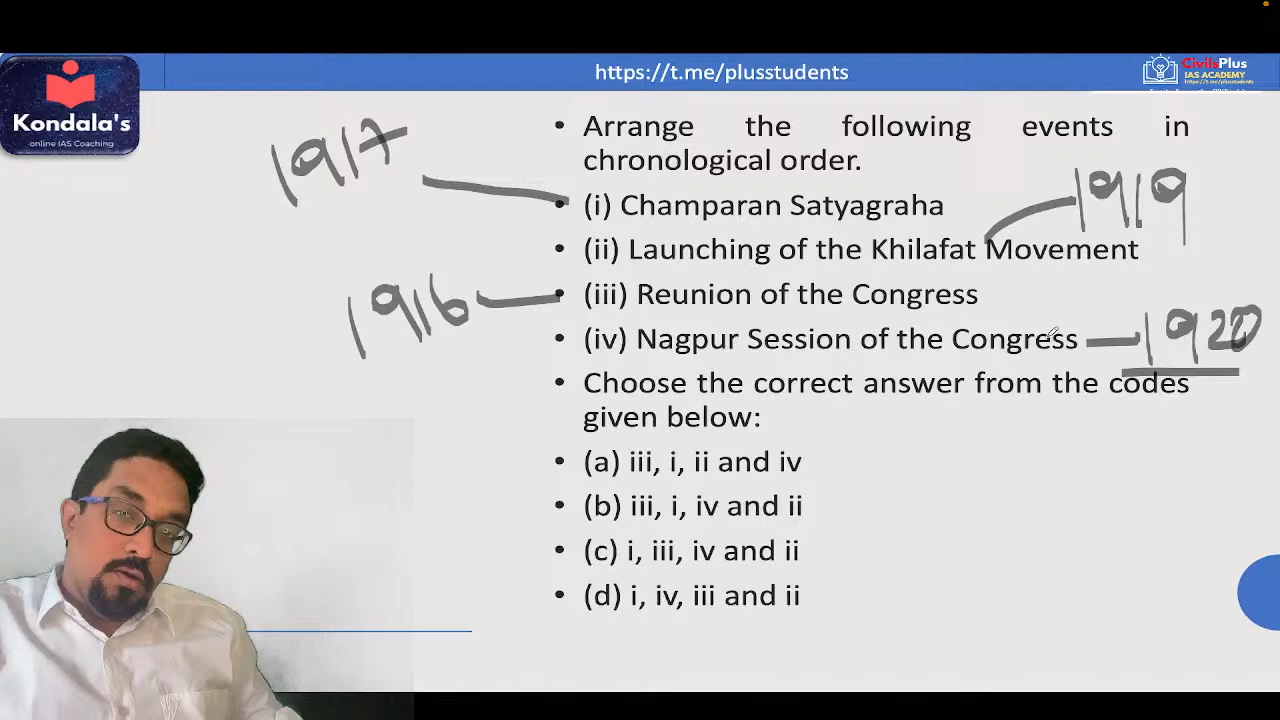 https://t.me/plusstudents
CivilsPlus
IAS ACADEMY
https://t.me/plusstudents
Kondala's
online IAS Coaching
• Arrange the following events in
chronological order.
1917
• (i) Champaran Satyagraha
1919
• (ii) Launching of the Khilafat Movement
1916
• (iii) Reunion of the Congress
• (iv) Nagpur Session of the Congress
1920
• Choose the correct answer from the codes
given below:
• (a) iii, i, ii and iv
• (b) iii, i, iv and ii
• (c) i, iii, iv and ii
• (d) i, iv, iii and ii